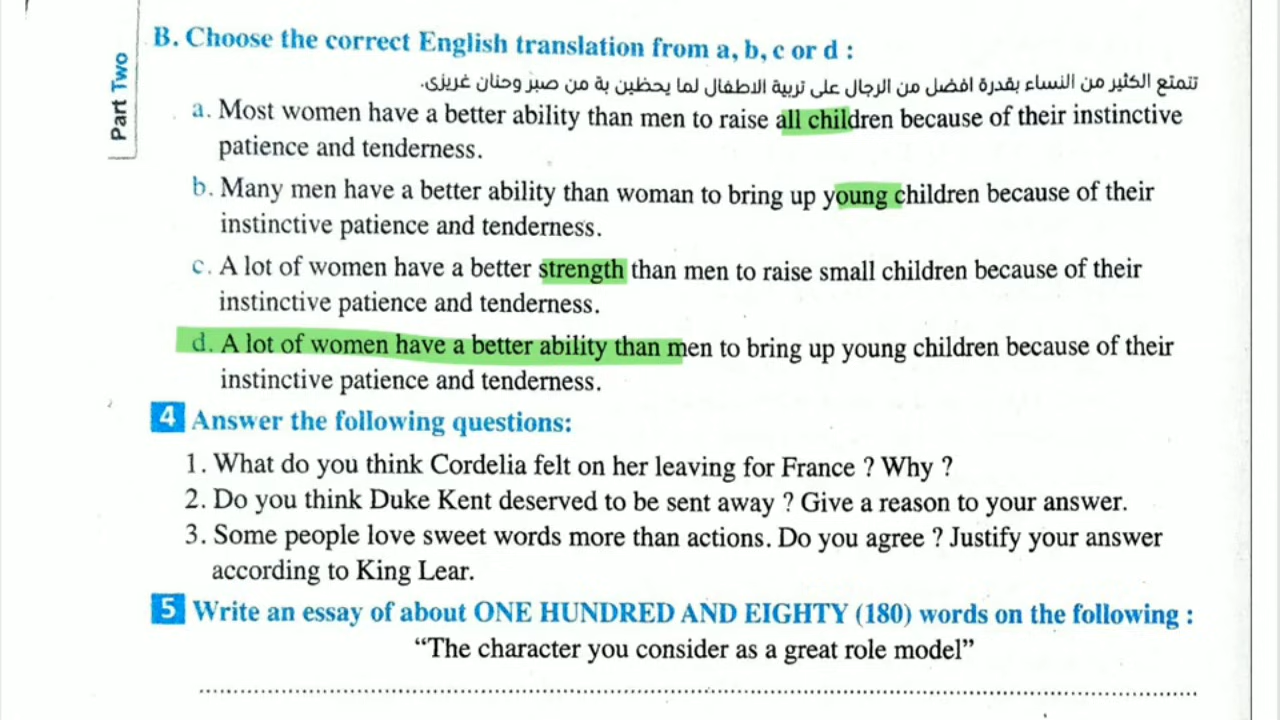 Part Two
B. Choose the correct English translation from a, b, c or d :
تتمتع الكثير من النساء بقدرة افضل من الرجال على تربية الاطفال لما يحظين بة من صبر وحنان غريزى.
a. Most women have a better ability than men to raise all children because of their instinctive
patience and tenderness.
b. Many men have a better ability than woman to bring up young children because of their
instinctive patience and tenderness.
c. A lot of women have a better strength than men to raise small children because of their
instinctive patience and tenderness.
d. A lot of women have a better ability than men to bring up young children because of their
instinctive patience and tenderness.
4 Answer the following questions:
1. What do you think Cordelia felt on her leaving for France ? Why ?
2. Do you think Duke Kent deserved to be sent away ? Give a reason to your answer.
3. Some people love sweet words more than actions. Do you agree ? Justify your answer
according to King Lear.
5 Write an essay of about ONE HUNDRED AND EIGHTY (180) words on the following :
“The character you consider as a great role model”